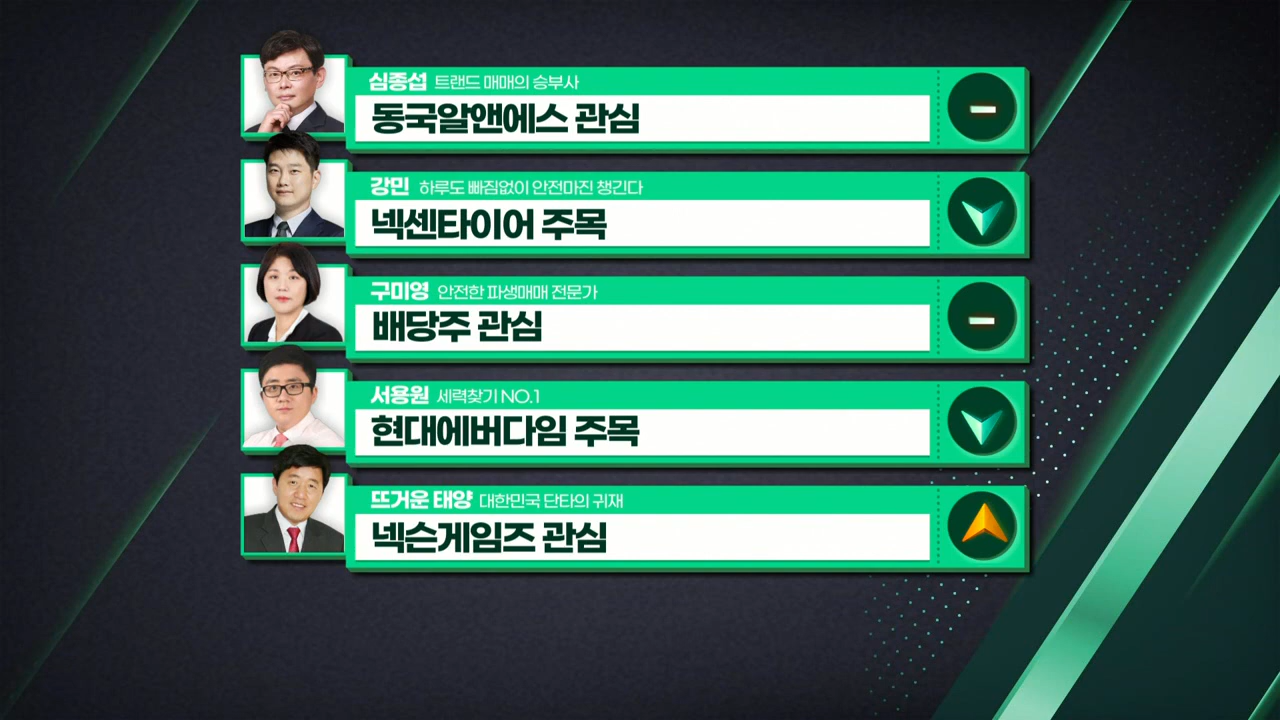 심종섭 트랜드 매매의 승부사
동국알앤에스 관심
강민 하루도 빠짐없이 안전마진 챙긴다
넥센타이어 주목
구미영 안전한 파생매매 전문가
배당주 관심
서용원 세력찾기 NO.1
현대에버다임 주목
뜨거운 태양 대한민국 단타의 귀재
넥슨게임즈 관심